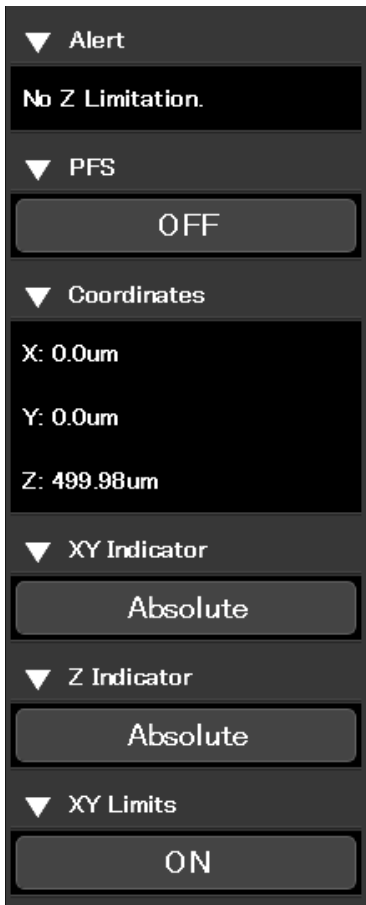 Alert
No Z Limitation.
PFS
OFF
Coordinates
X: 0.0um
Y: 0.0um
Z: 499.98um
XY Indicator
Absolute
Z Indicator
Absolute
XY Limits
ON